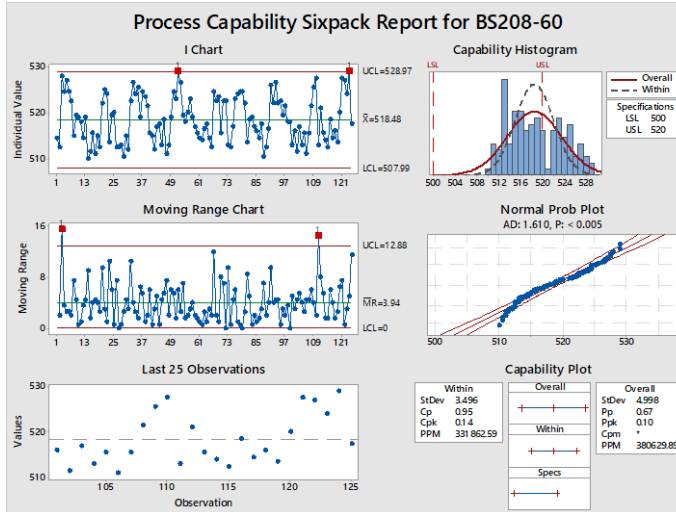 Process Capability Sixpack Report for BS208-60
I Chart
Individual Value
530
520
510
1
1
UCL=528.97
X̄=518.48
LCL=507.99
1 13 25 37 49 61 73 85 97 109 121
Capability Histogram
LSL USL
Overall
Within
Specifications
LSL 500
USL 520
500 504 508 512 516 520 524 528
Moving Range Chart
Moving Range
16
8
0
1
1
UCL=12.88
M̅R̅=3.94
LCL=0
1 13 25 37 49 61 73 85 97 109 121
Normal Prob Plot
AD: 1.610, P: < 0.005
500 510 520 530
Last 25 Observations
Values
530
520
510
105 110 115 120 125
Observation
Capability Plot
Within
StDev 3.496
Cp 0.95
Cpk 0.14
PPM 331862.59
Overall
Within
Specs
Overall
StDev 4.998
Pp 0.67
Ppk 0.10
Cpm *
PPM 380629.89